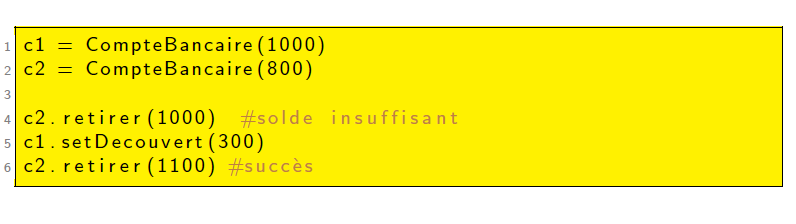 1 c1 = CompteBancaire(1000)
2 c2 = CompteBancaire(800)
3
4 c2.retirer(1000) #solde insuffisant
5 c1.setDecouvert(300)
6 c2.retirer(1100) #succès